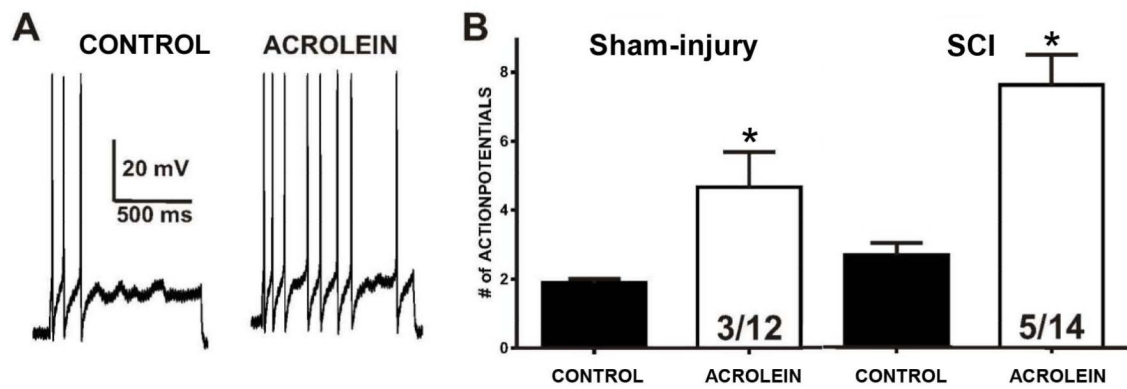 A
CONTROL
ACROLEIN
20 mV
500 ms
B
Sham-injury
SCI
*
*
# of ACTIONPOTENTIALS
8
6
4
2
0
3/12
5/14
CONTROL
ACROLEIN
CONTROL
ACROLEIN